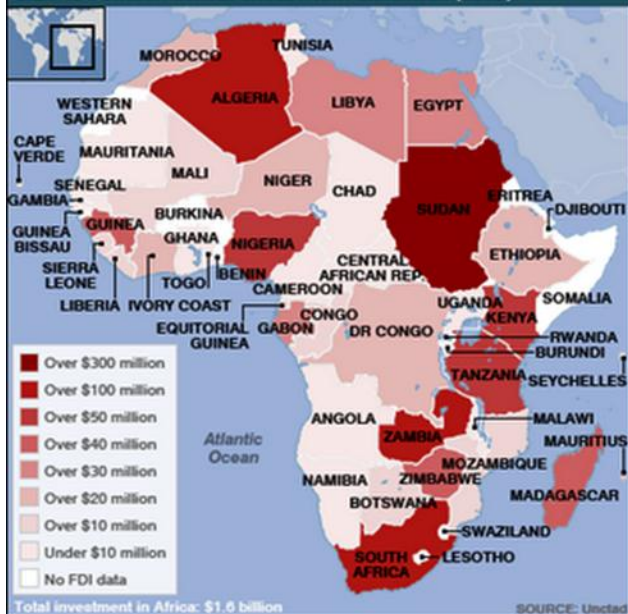 MOROCCO
TUNISIA
ALGERIA
LIBYA
EGYPT
WESTERN
SAHARA
CAPE
VERDE
MAURITANIA
MALI
NIGER
CHAD
SUDAN
ERITREA
DJIBOUTI
SENEGAL
GAMBIA
GUINEA
BISSAU
GUINEA
BURKINA
GHANA
NIGERIA
ETHIOPIA
SIERRA
LEONE
TOGO
BENIN
CENTRAL
AFRICAN REP.
LIBERIA
IVORY COAST
CAMEROON
UGANDA
SOMALIA
EQUITORIAL
GUINEA
GABON
CONGO
DR CONGO
KENYA
RWANDA
BURUNDI
TANZANIA
SEYCHELLES
Over $300 million
Over $100 million
Over $50 million
Over $40 million
Over $30 million
Over $20 million
Over $10 million
Under $10 million
No FDI data
Atlantic
Ocean
ANGOLA
ZAMBIA
MALAWI
MAURITIUS
MOZAMBIQUE
ZIMBABWE
NAMIBIA
BOTSWANA
MADAGASCAR
SWAZILAND
SOUTH
AFRICA
LESOTHO
Total investment in Africa: $1.6 billion
SOURCE: Unctad